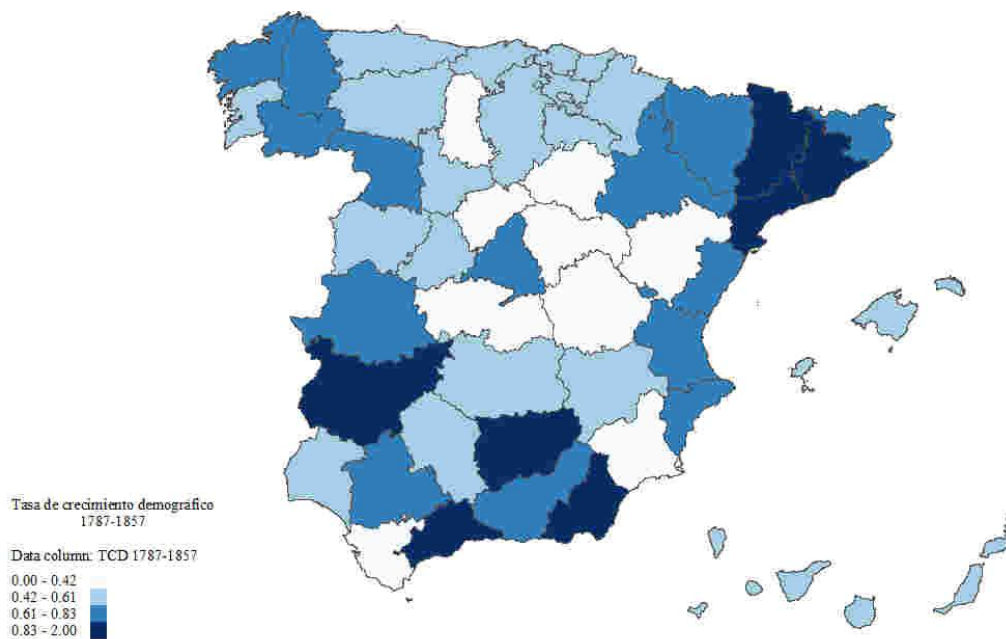 Tasa de crecimiento demográfico
1787-1857
Data column: TCD 1787-1857
0.00 - 0.42
0.42 - 0.61
0.61 - 0.83
0.83 - 2.00